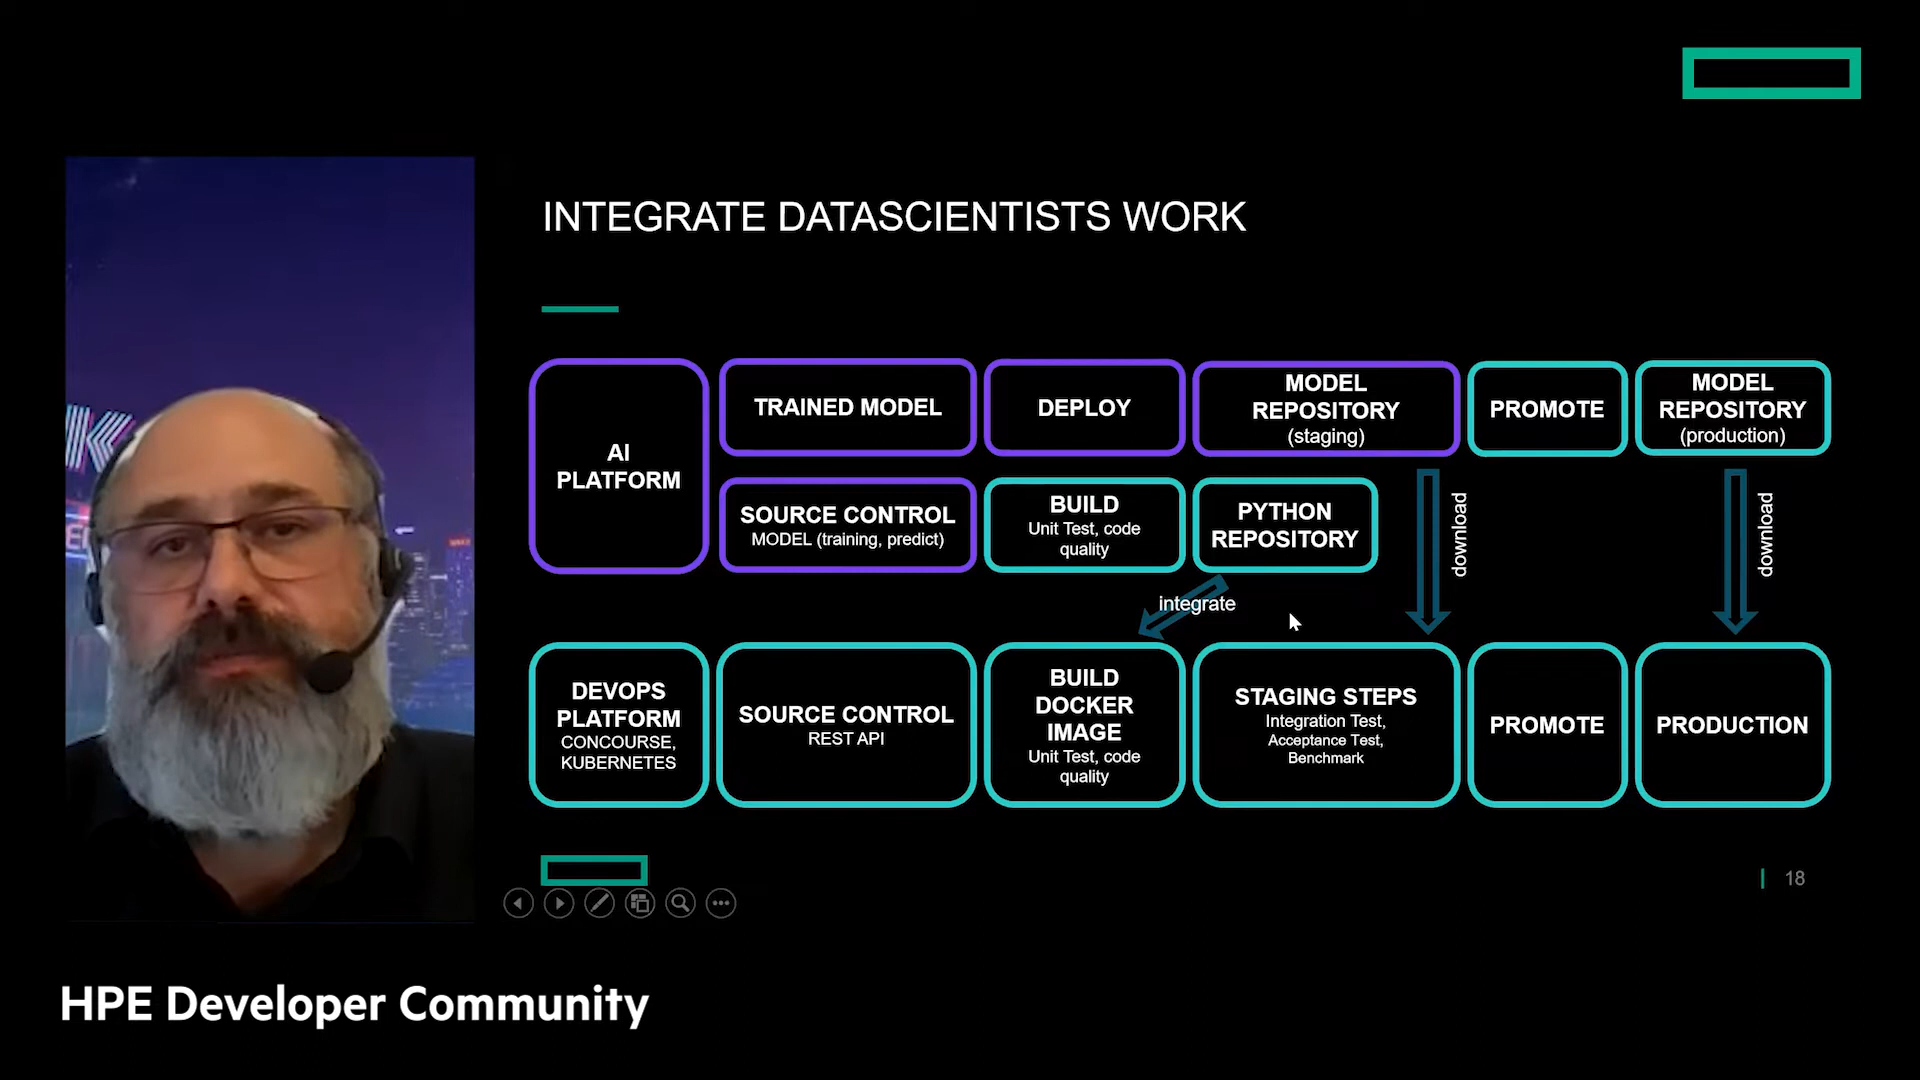 INTEGRATE DATASCIENTISTS WORK
AI
PLATFORM
TRAINED MODEL
DEPLOY
MODEL
REPOSITORY
(staging)
PROMOTE
MODEL
REPOSITORY
(production)
SOURCE CONTROL
MODEL (training, predict)
BUILD
Unit Test, code
quality
PYTHON
REPOSITORY
download
download
integrate
DEVOPS
PLATFORM
CONCOURSE,
KUBERNETES
SOURCE CONTROL
REST API
BUILD
DOCKER
IMAGE
Unit Test, code
quality
STAGING STEPS
Integration Test,
Acceptance Test,
Benchmark
PROMOTE
PRODUCTION
18
HPE Developer Community